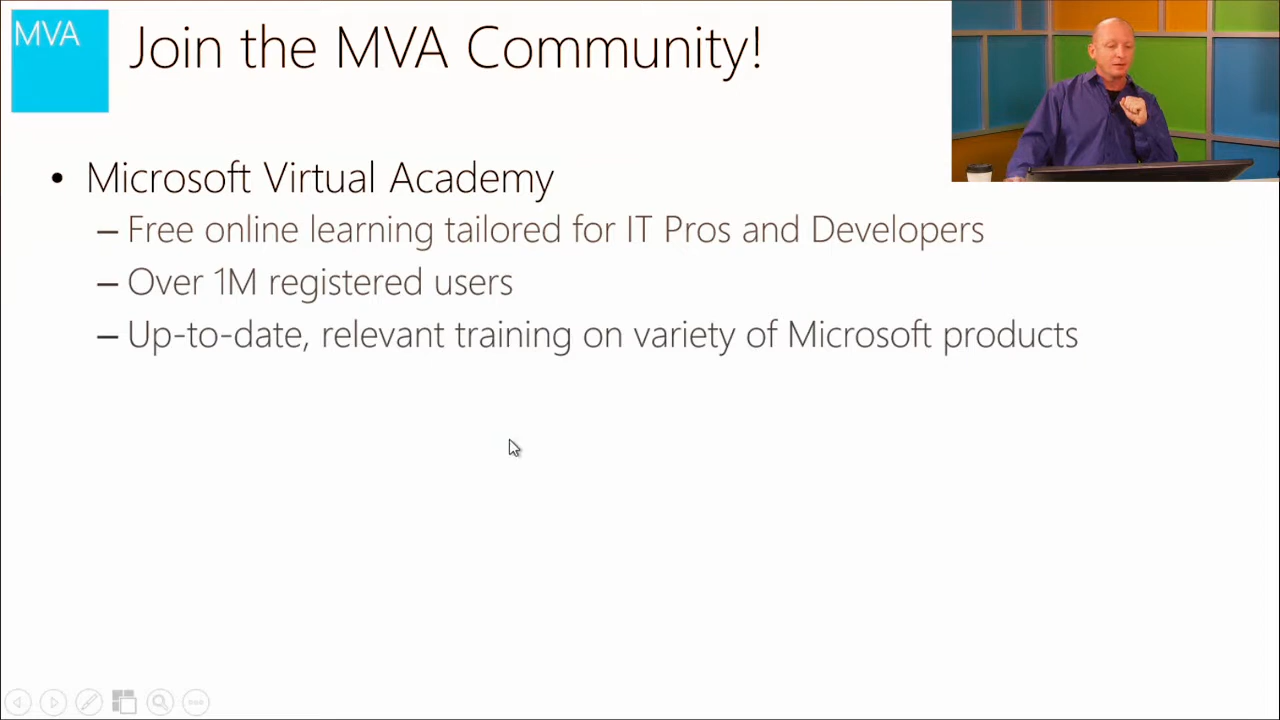 MVA
Join the MVA Community!
• Microsoft Virtual Academy
– Free online learning tailored for IT Pros and Developers
– Over 1M registered users
– Up-to-date, relevant training on variety of Microsoft products